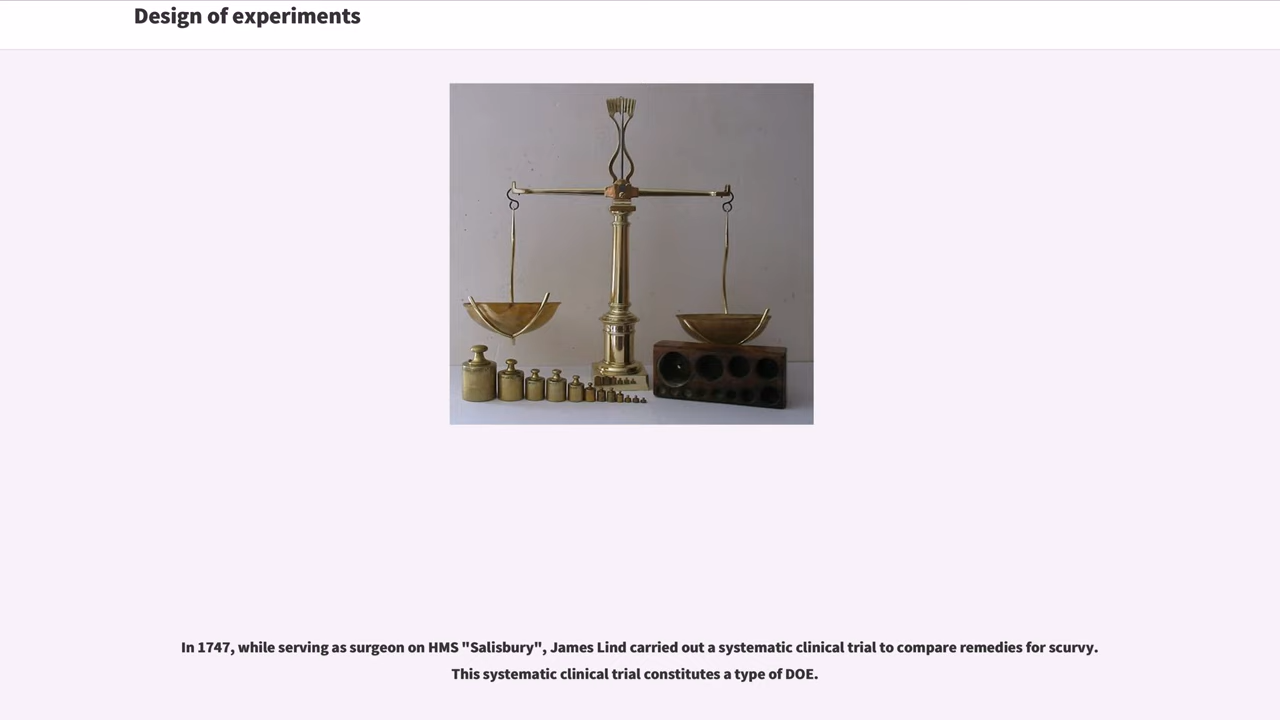 Design of experiments
In 1747, while serving as surgeon on HMS "Salisbury", James Lind carried out a systematic clinical trial to compare remedies for scurvy.
This systematic clinical trial constitutes a type of DOE.